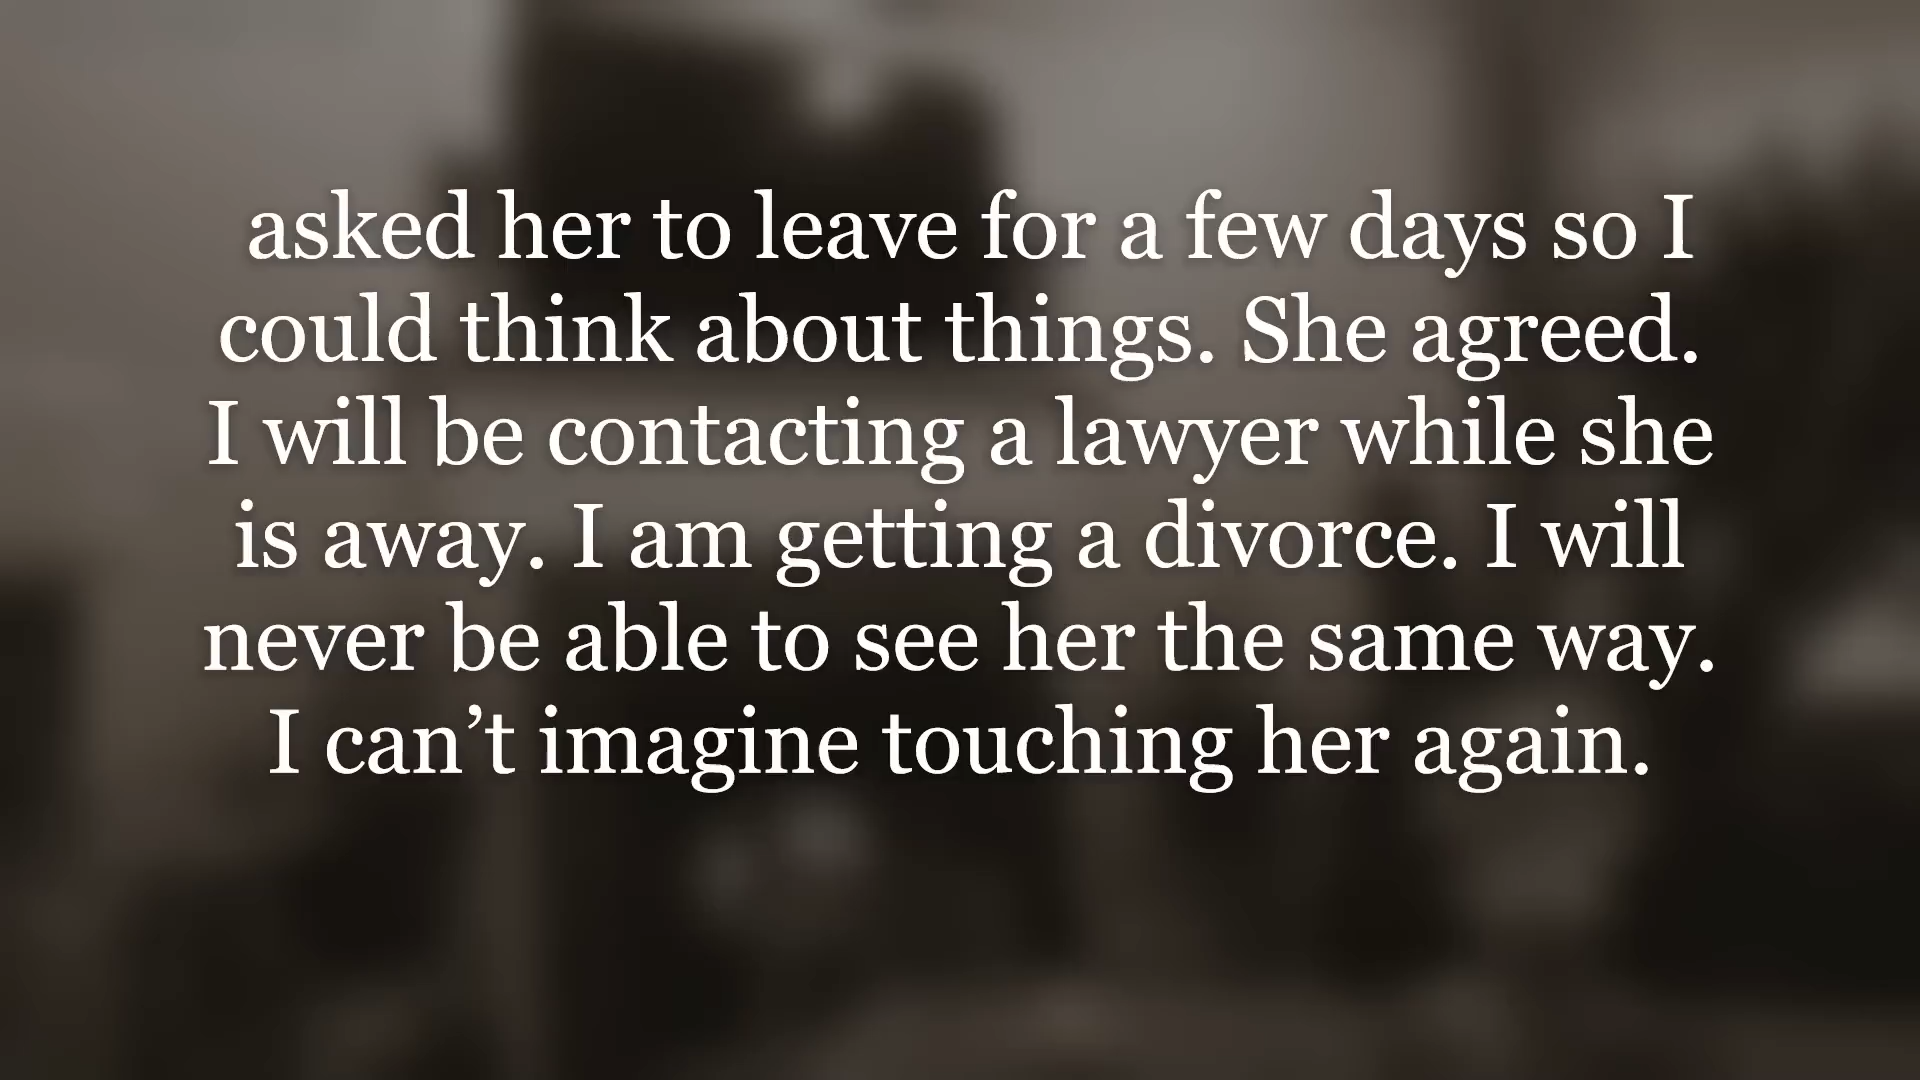 asked her to leave for a few days so I
could think about things. She agreed.
I will be contacting a lawyer while she
is away. I am getting a divorce. I will
never be able to see her the same way.
I can’t imagine touching her again.